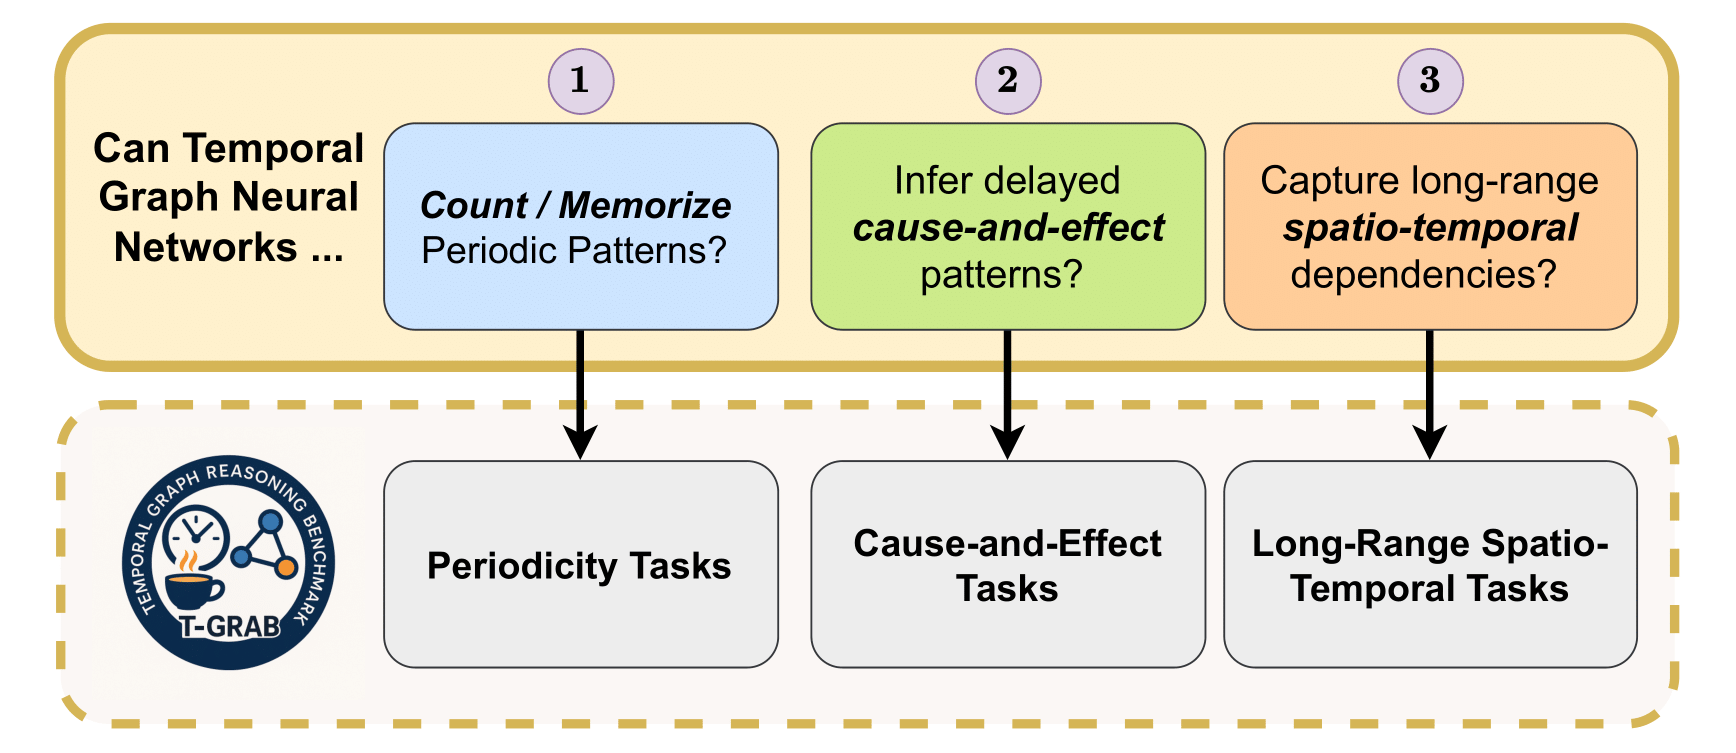 1
2
3
Can Temporal
Graph Neural
Networks ...
Count / Memorize
Periodic Patterns?
Infer delayed
cause-and-effect
patterns?
Capture long-range
spatio-temporal
dependencies?
TEMPORAL GRAPH REASONING BENCHMARK
T-GRAB
Periodicity Tasks
Cause-and-Effect
Tasks
Long-Range Spatio-
Temporal Tasks